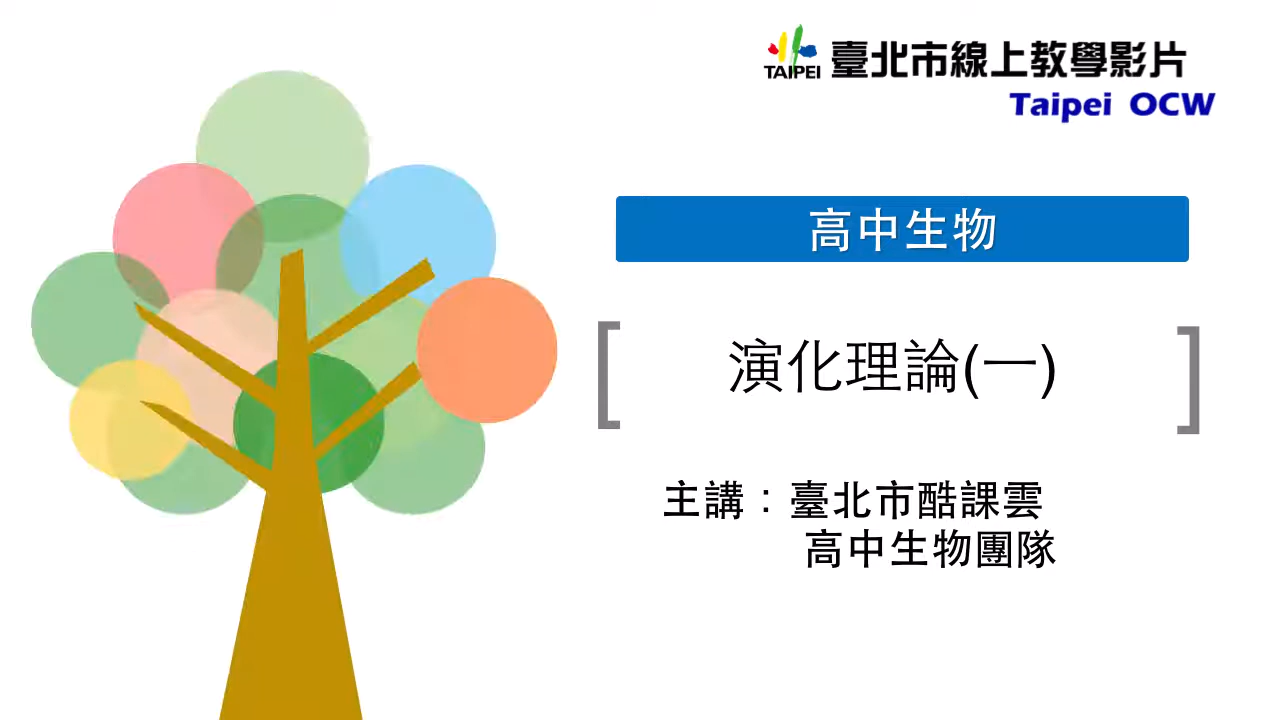 TAIPEI 臺北市線上教學影片
Taipei OCW
高中生物
[ 演化理論(一) ]
主講：臺北市酷課雲
高中生物團隊